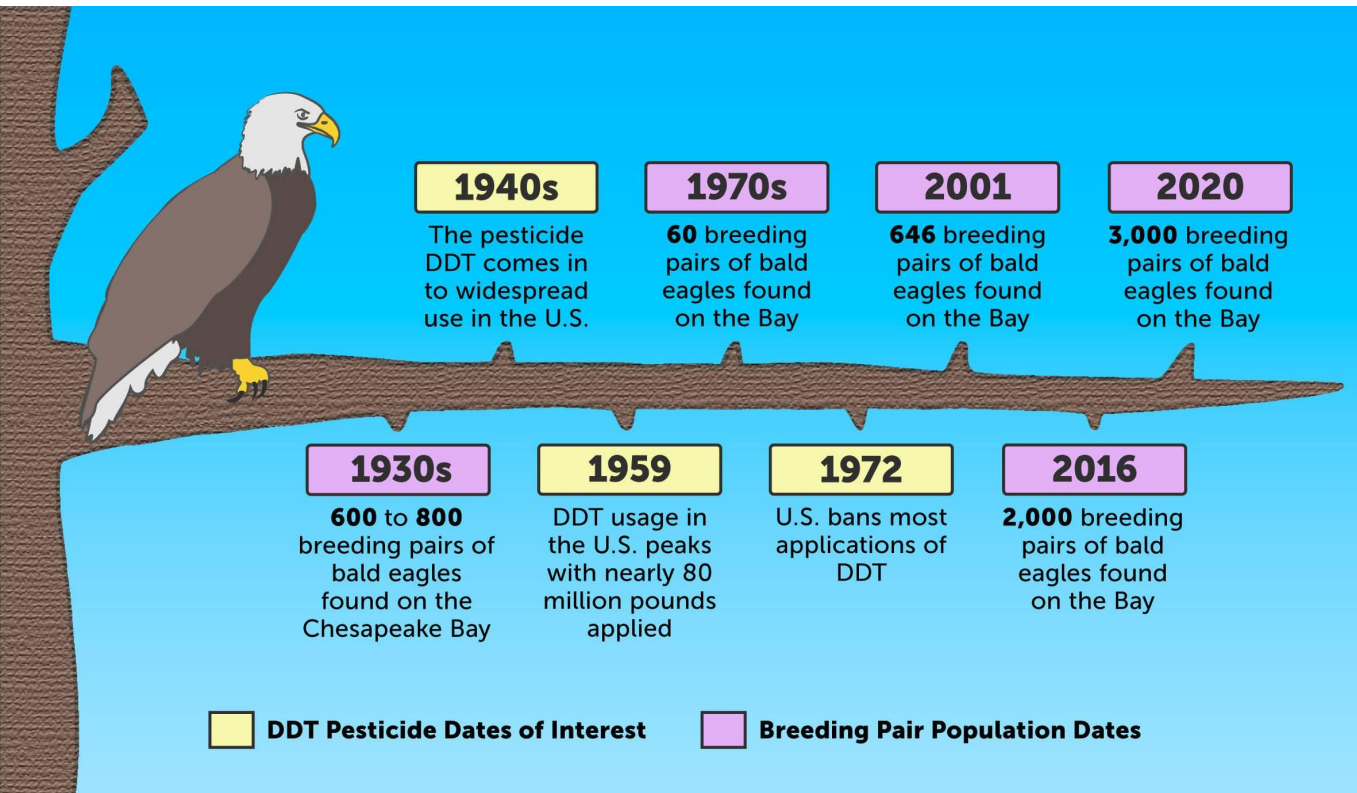 1940s
The pesticide
DDT comes in
to widespread
use in the U.S.
1970s
60 breeding
pairs of bald
eagles found
on the Bay
2001
646 breeding
pairs of bald
eagles found
on the Bay
2020
3,000 breeding
pairs of bald
eagles found
on the Bay
1930s
600 to 800
breeding pairs of
bald eagles
found on the
Chesapeake Bay
1959
DDT usage in
the U.S. peaks
with nearly 80
million pounds
applied
1972
U.S. bans most
applications of
DDT
2016
2,000 breeding
pairs of bald
eagles found
on the Bay
DDT Pesticide Dates of Interest
Breeding Pair Population Dates